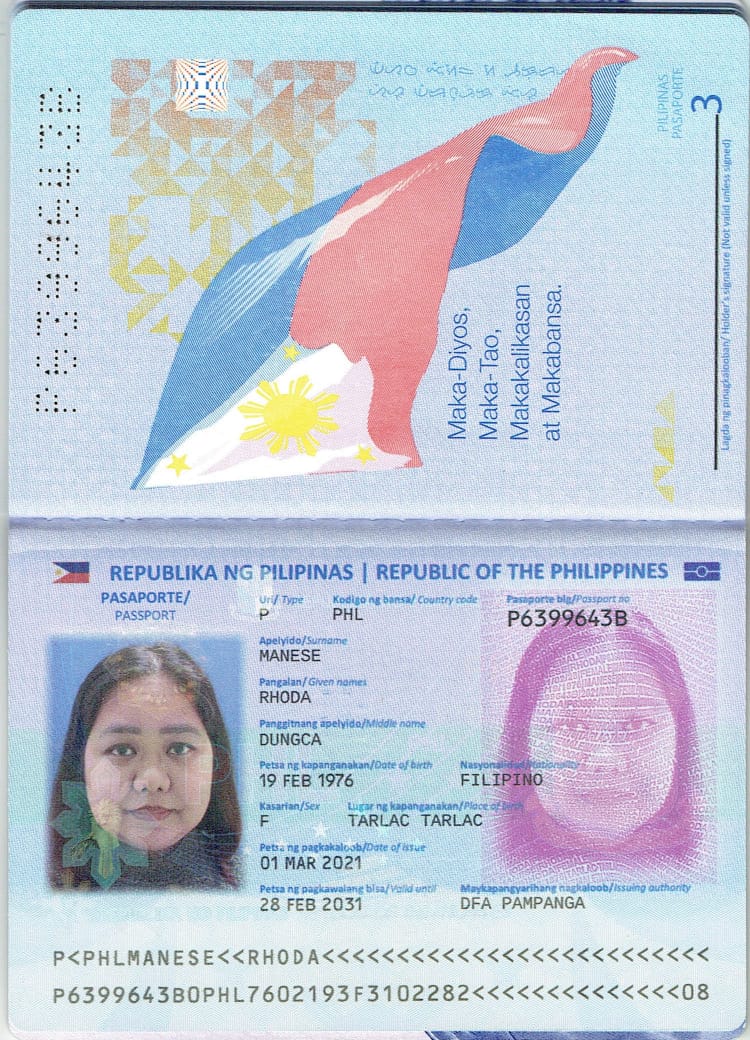 P6399643B
PILIPINAS
PASAPORTE
3
Maka-Diyos,
Maka-Tao,
Makakalikasan
at Makabansa.
Lagda ng pinagkalooban/ Holder's signature (Not valid unless signed)
REPUBLIKA NG PILIPINAS | REPUBLIC OF THE PHILIPPINES
PASAPORTE/
PASSPORT
Uri/ Type Kodigo ng bansa/ Country code Pasaporte blg/Passport no
P PHL P6399643B
Apelyido/Surname
MANESE
Pangalan/ Given names
RHODA
Panggitnang apelyido/Middle name
DUNGCA
Petsa ng kapanganakan/Date of birth Nasyonalidad/Nationality
19 FEB 1976 FILIPINO
Kasarian/Sex Lugar ng kapanganakan/Place of birth
F TARLAC TARLAC
Petsa ng pagkakaloob/Date of issue
01 MAR 2021
Petsa ng pagkawalang bisa/Valid until Maykapangyarihang nagkaloob/Issuing authority
28 FEB 2031 DFA PAMPANGA
P<PHLMANESE<<RHODA<<<<<<<<<<<<<<<<<<<<<<<<<<
P6399643B0PHL7602193F3102282<<<<<<<<<<<<<<08